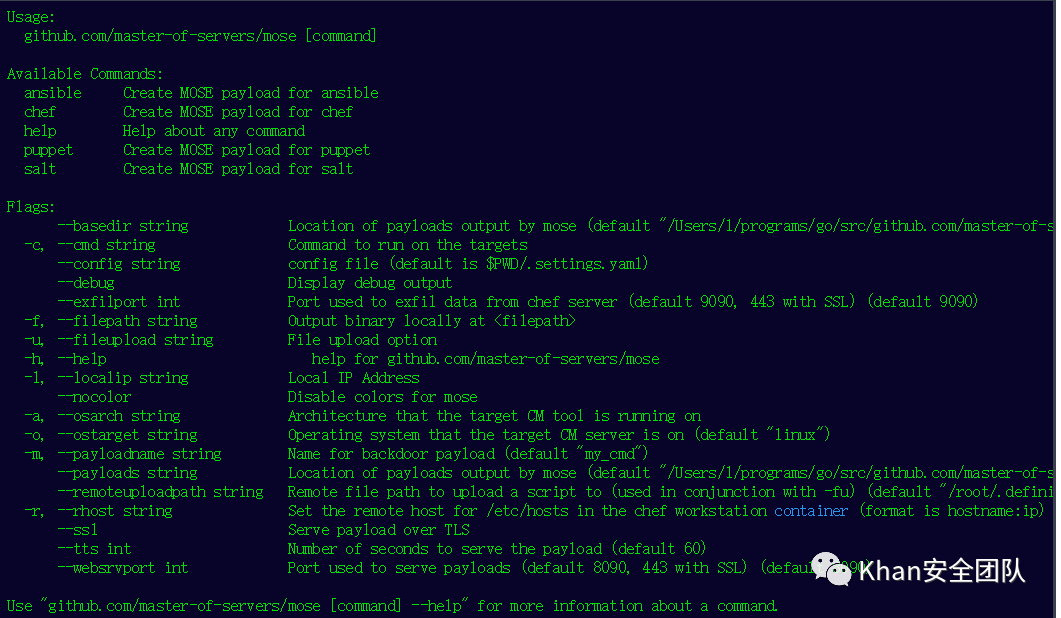 Usage:
github.com/master-of-servers/mose [command]
Available Commands:
ansible Create MOSE payload for ansible
chef Create MOSE payload for chef
help Help about any command
puppet Create MOSE payload for puppet
salt Create MOSE payload for salt
Flags:
--basedir string Location of payloads output by mose (default "/Users/l/programs/go/src/github.com/master-of-s
-c, --cmd string Command to run on the targets
--config string config file (default is $PWD/.settings.yaml)
--debug Display debug output
--exfilport int Port used to exfil data from chef server (default 9090, 443 with SSL) (default 9090)
-f, --filepath string Output binary locally at <filepath>
-u, --fileupload string File upload option
-h, --help help for github.com/master-of-servers/mose
-l, --localip string Local IP Address
--nocolor Disable colors for mose
-a, --osarch string Architecture that the target CM tool is running on
-o, --ostarget string Operating system that the target CM server is on (default "linux")
-m, --payloadname string Name for backdoor payload (default "my_cmd")
--payloads string Location of payloads output by mose (default "/Users/l/programs/go/src/github.com/master-of-s
--remoteuploadpath string Remote file path to upload a script to (used in conjunction with -fu) (default "/root/.defini
-r, --rhost string Set the remote host for /etc/hosts in the chef workstation container (format is hostname:ip)
--ssl Serve payload over TLS
--tts int Number of seconds to serve the payload (default 60)
--websrvport int Port used to serve payloads (default 8090, 443 with SSL)
Khan安全团队
Use "github.com/master-of-servers/mose [command] --help" for more information about a command.